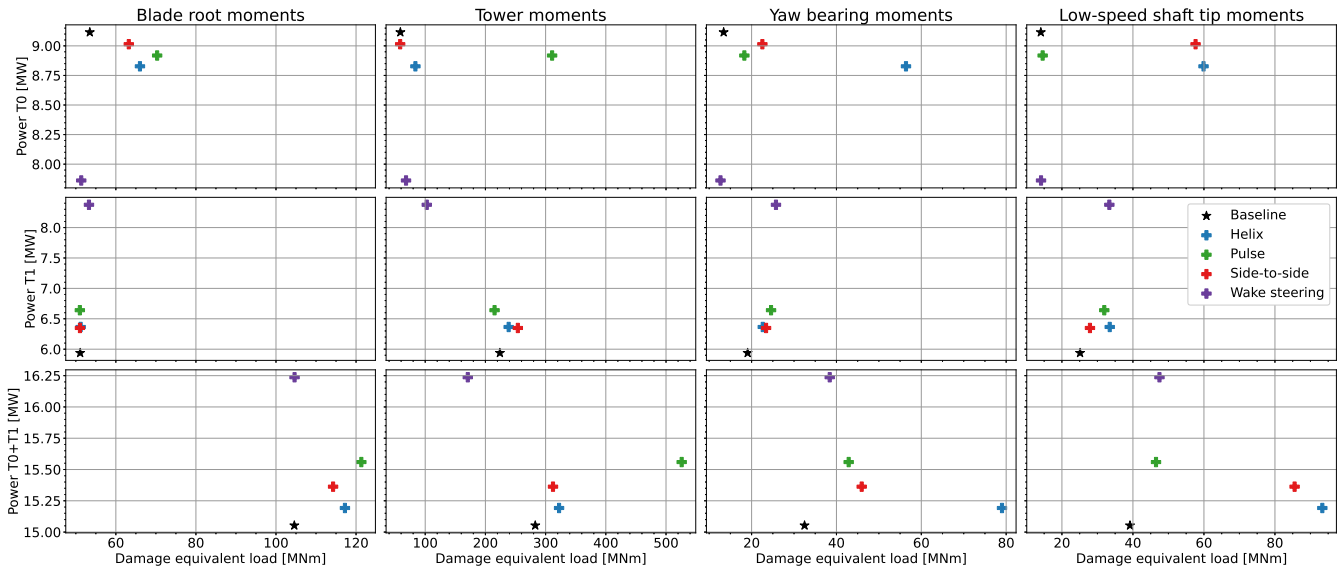 Blade root moments
Tower moments
Yaw bearing moments
Low-speed shaft tip moments
Power T0 [MW]
9.00
8.75
8.50
8.25
8.00
Power T1 [MW]
8.0
7.5
7.0
6.5
6.0
Baseline
Helix
Pulse
Side-to-side
Wake steering
Power T0+T1 [MW]
16.25
16.00
15.75
15.50
15.25
15.00
60 80 100 120
100 200 300 400 500
20 40 60 80
20 40 60 80
Damage equivalent load [MNm]
Damage equivalent load [MNm]
Damage equivalent load [MNm]
Damage equivalent load [MNm]